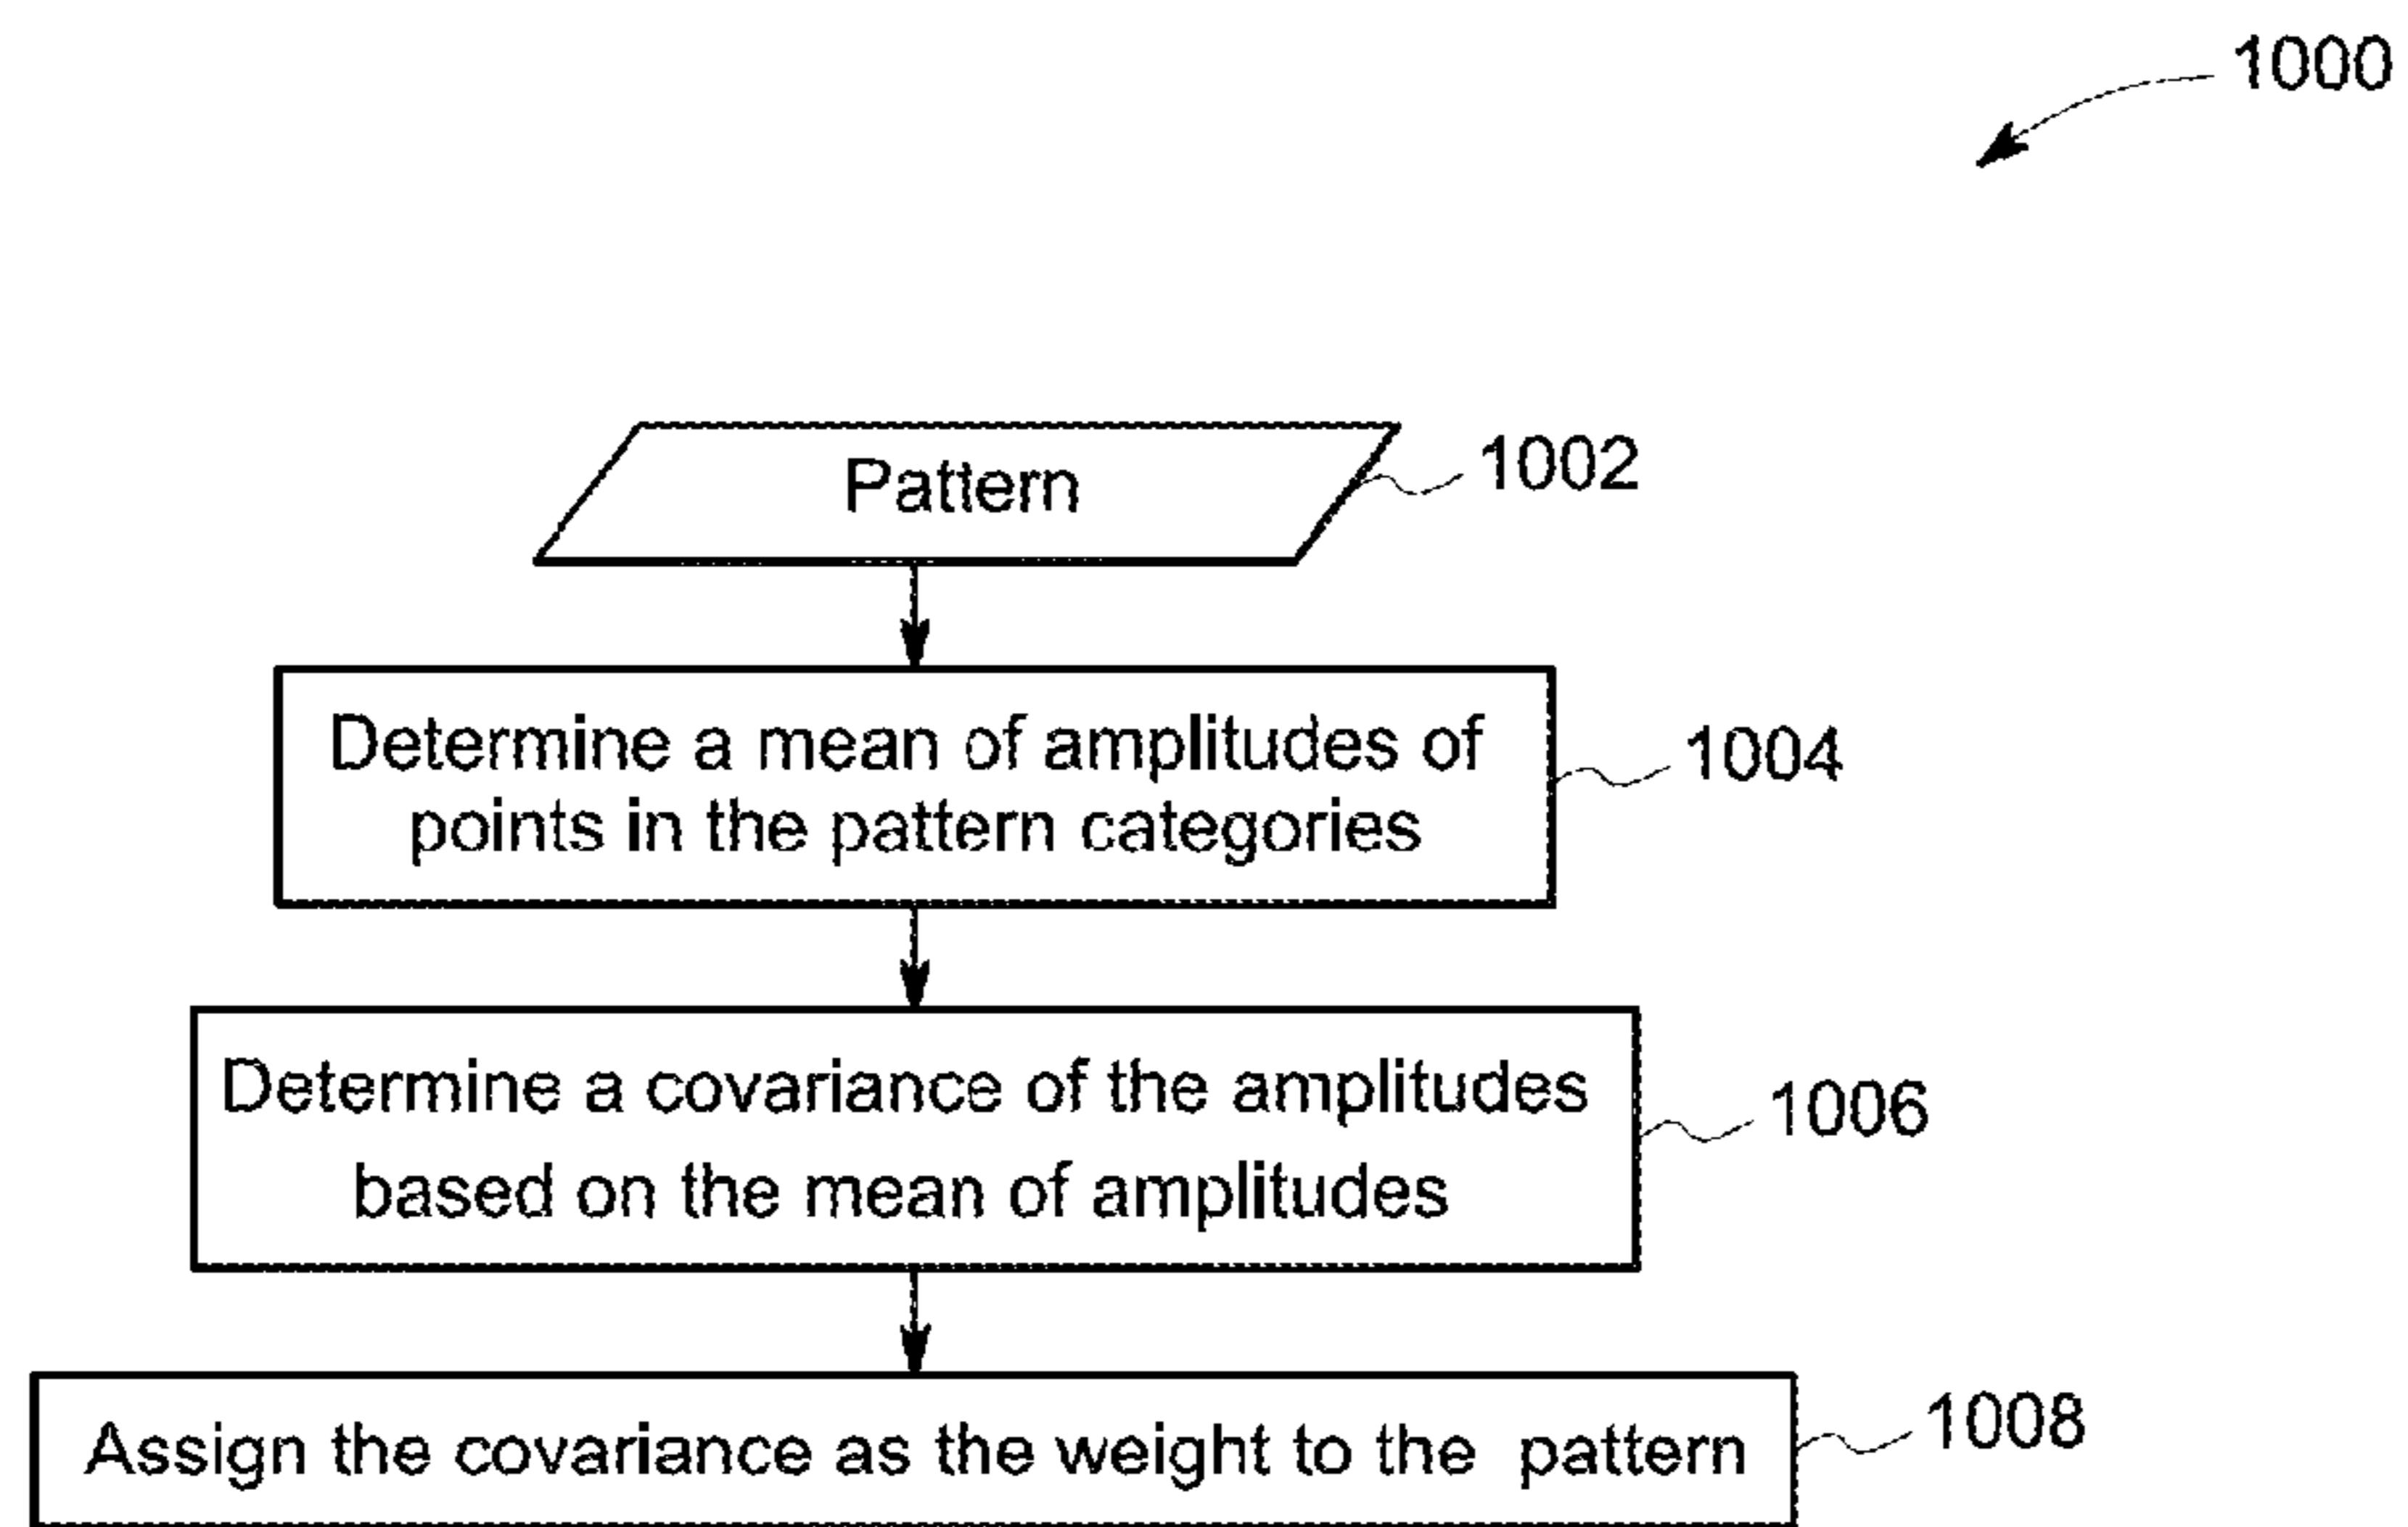 1000
Pattern
1002
Determine a mean of amplitudes of
points in the pattern categories
1004
Determine a covariance of the amplitudes
based on the mean of amplitudes
1006
Assign the covariance as the weight to the pattern
1008